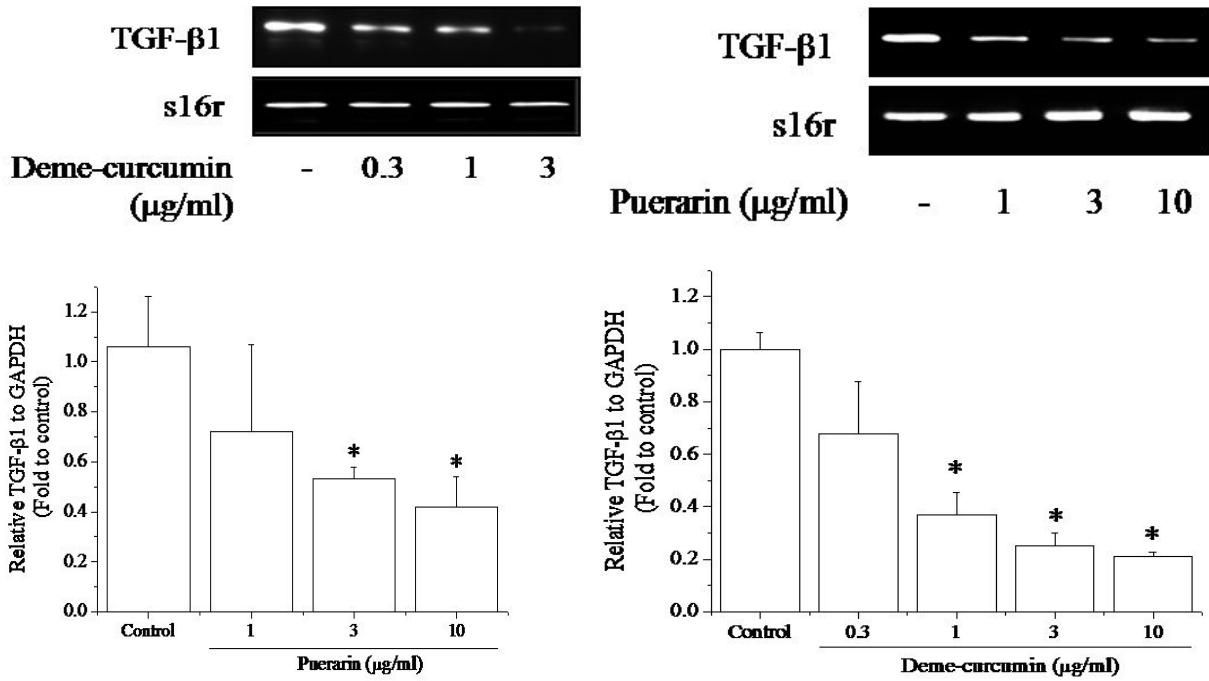 TGF-β1
s16r
Deme-curcumin - 0.3 1 3
(μg/ml)
TGF-β1
s16r
Puerarin (μg/ml) - 1 3 10
Relative TGF-β1 to GAPDH
(Fold to control)
1.2
1.0
0.8
0.6
0.4
0.2
0.0
* *
Control 1 3 10
Puerarin (μg/ml)
Relative TGF-β1 to GAPDH
(Fold to control)
1.2
1.0
0.8
0.6
0.4
0.2
0.0
* * *
Control 0.3 1 3 10
Deme-curcumin (μg/ml)